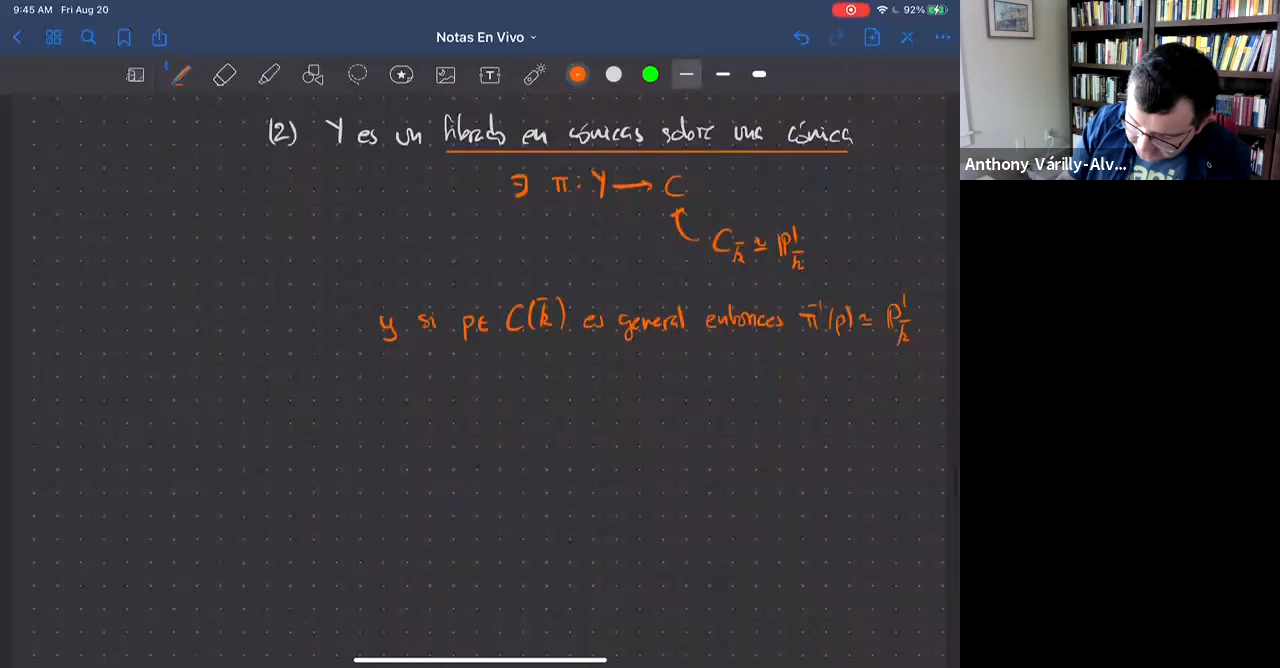 9:45 AM Fri Aug 20
92%
Notas En Vivo
(2) Y es un fibrado en cónicas sobre una cónica
∃ π : Y → C
C_k̄ ≃ ℙ¹_k̄
y si p ∈ C(k̄) es general entonces π⁻¹(p) ≃ ℙ¹_k̄
Anthony Várilly-Alv...